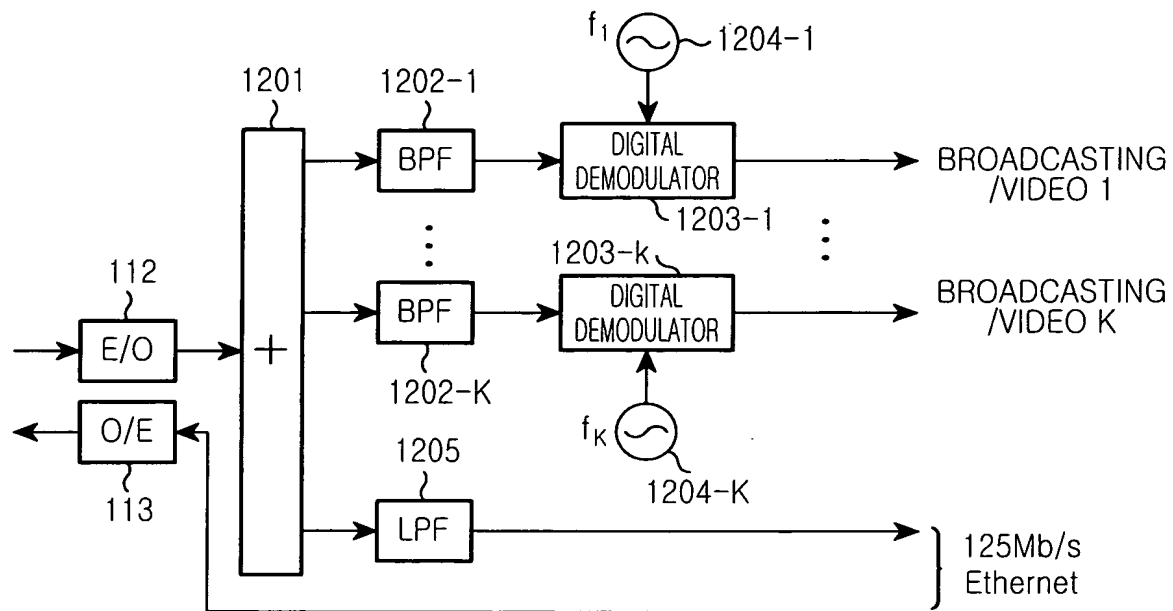 f1
1204-1
1201
1202-1
BPF
DIGITAL
DEMODULATOR
1203-1
BROADCASTING
/VIDEO 1
1203-k
112
E/O
+
BPF
1202-K
DIGITAL
DEMODULATOR
BROADCASTING
/VIDEO K
O/E
113
fK
1204-K
1205
LPF
125Mb/s
Ethernet